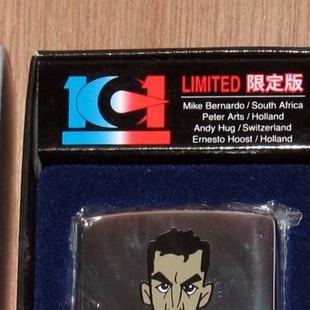 K-1
LIMITED 限定版
Mike Bernardo / South Africa
Peter Arts / Holland
Andy Hug / Switzerland
Ernesto Hoost / Holland